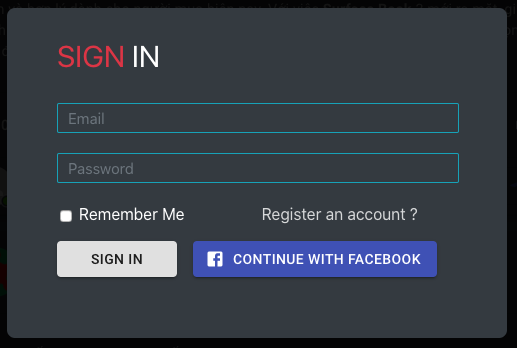 SIGN IN
Email
Password
Remember Me
Register an account ?
SIGN IN
CONTINUE WITH FACEBOOK